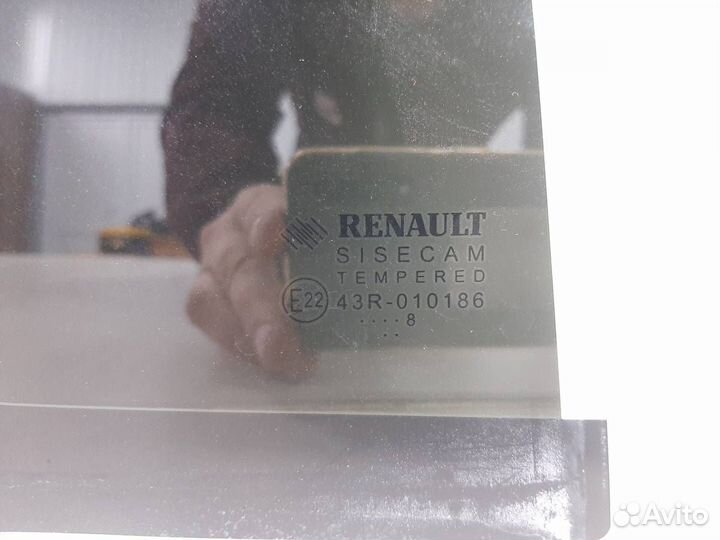 RENAULT
SISECAM
TEMPERED
E22 43R-010186
....8
..
Avito